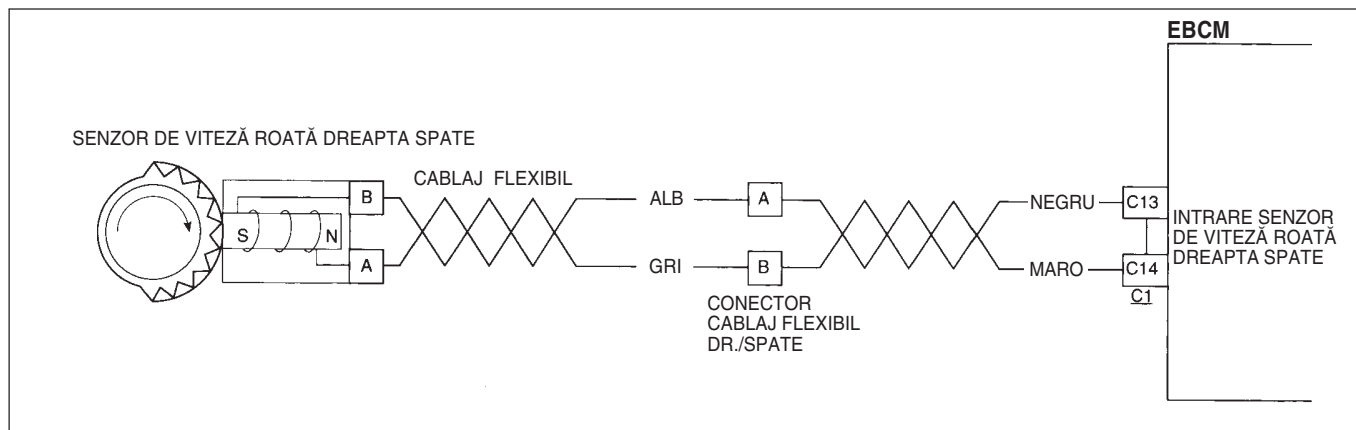 EBCM
SENZOR DE VITEZĂ ROATĂ DREAPTA SPATE
CABLAJ FLEXIBIL
B
S N
A
ALB
GRI
A
B
CONECTOR
CABLAJ FLEXIBIL
DR./SPATE
NEGRU
MARO
C13
C14
C1
INTRARE SENZOR
DE VITEZĂ ROATĂ
DREAPTA SPATE